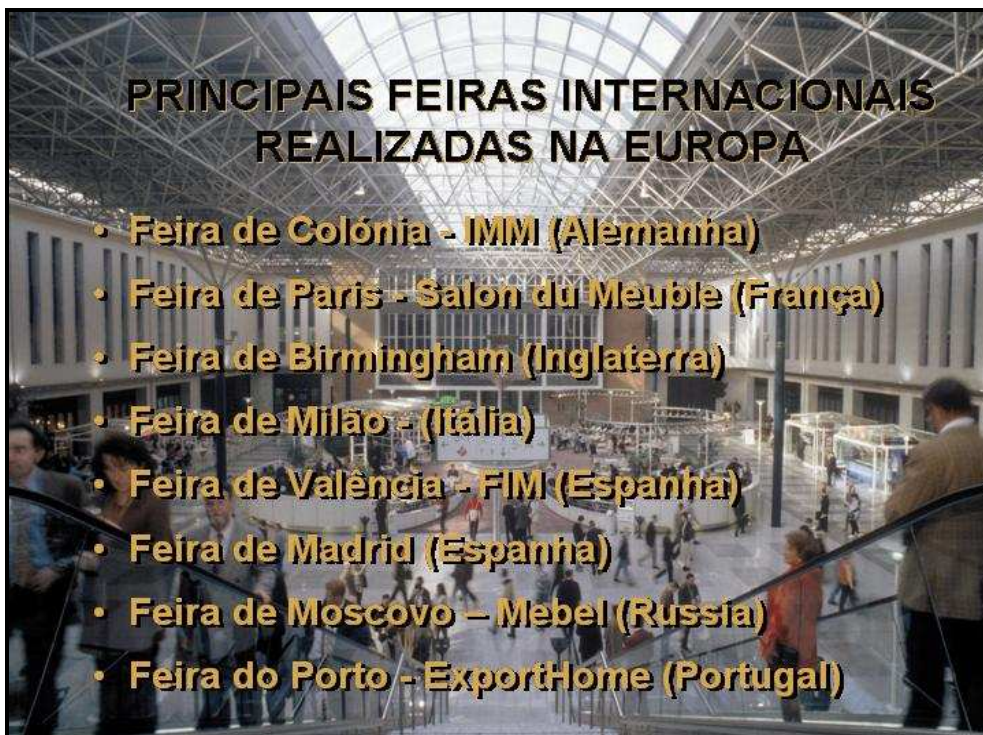 PRINCIPAIS FEIRAS INTERNACIONAIS
REALIZADAS NA EUROPA
• Feira de Colónia - IMM (Alemanha)
• Feira de Paris - Salon du Meuble (França)
• Feira de Birmingham (Inglaterra)
• Feira de Milão - (Itália)
• Feira de Valência - FIM (Espanha)
• Feira de Madrid (Espanha)
• Feira de Moscovo – Mebel (Russia)
• Feira do Porto - ExportHome (Portugal)